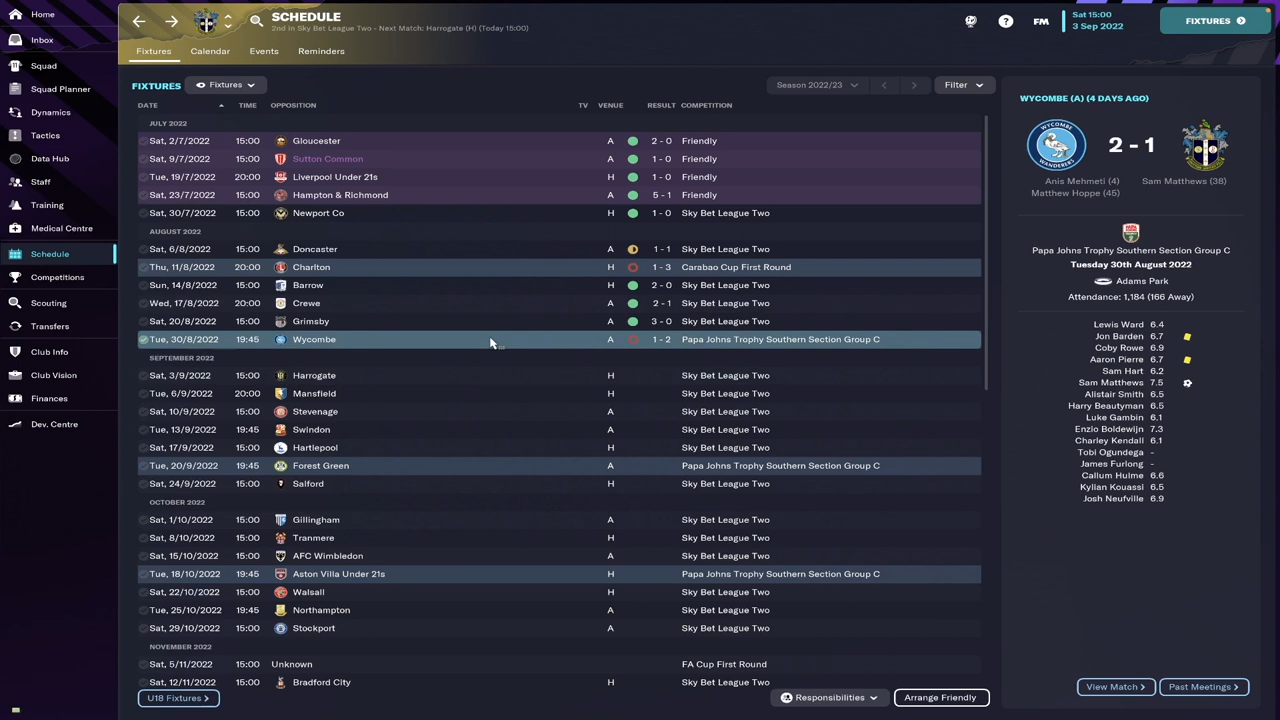 Home
Inbox
Squad
Squad Planner
Dynamics
Tactics
Data Hub
Staff
Training
Medical Centre
Schedule
Competitions
Scouting
Transfers
Club Info
Club Vision
Finances
Dev. Centre
SCHEDULE
2nd in Sky Bet League Two - Next Match: Harrogate (H) (Today 15:00)
FM
Sat 15:00
3 Sep 2022
FIXTURES
Fixtures Calendar Events Reminders
FIXTURES Fixtures Season 2022/23 Filter
DATE TIME OPPOSITION TV VENUE RESULT COMPETITION
JULY 2022
Sat, 2/7/2022 15:00 Gloucester A 2 - 0 Friendly
Sat, 9/7/2022 15:00 Sutton Common A 1 - 0 Friendly
Tue, 19/7/2022 20:00 Liverpool Under 21s H 1 - 0 Friendly
Sat, 23/7/2022 15:00 Hampton & Richmond A 5 - 1 Friendly
Sat, 30/7/2022 15:00 Newport Co H 1 - 0 Sky Bet League Two
AUGUST 2022
Sat, 6/8/2022 15:00 Doncaster A 1 - 1 Sky Bet League Two
Thu, 11/8/2022 20:00 Charlton H 1 - 3 Carabao Cup First Round
Sun, 14/8/2022 15:00 Barrow H 2 - 0 Sky Bet League Two
Wed, 17/8/2022 20:00 Crewe A 2 - 1 Sky Bet League Two
Sat, 20/8/2022 15:00 Grimsby A 3 - 0 Sky Bet League Two
Tue, 30/8/2022 19:45 Wycombe A 1 - 2 Papa Johns Trophy Southern Section Group C
SEPTEMBER 2022
Sat, 3/9/2022 15:00 Harrogate H Sky Bet League Two
Tue, 6/9/2022 20:00 Mansfield H Sky Bet League Two
Sat, 10/9/2022 15:00 Stevenage A Sky Bet League Two
Tue, 13/9/2022 19:45 Swindon A Sky Bet League Two
Sat, 17/9/2022 15:00 Hartlepool H Sky Bet League Two
Tue, 20/9/2022 19:45 Forest Green A Papa Johns Trophy Southern Section Group C
Sat, 24/9/2022 15:00 Salford H Sky Bet League Two
OCTOBER 2022
Sat, 1/10/2022 15:00 Gillingham A Sky Bet League Two
Sat, 8/10/2022 15:00 Tranmere H Sky Bet League Two
Sat, 15/10/2022 15:00 AFC Wimbledon A Sky Bet League Two
Tue, 18/10/2022 19:45 Aston Villa Under 21s H Papa Johns Trophy Southern Section Group C
Sat, 22/10/2022 15:00 Walsall H Sky Bet League Two
Tue, 25/10/2022 19:45 Northampton A Sky Bet League Two
Sat, 29/10/2022 15:00 Stockport A Sky Bet League Two
NOVEMBER 2022
Sat, 5/11/2022 15:00 Unknown FA Cup First Round
Sat, 12/11/2022 15:00 Bradford City H Sky Bet League Two
U18 Fixtures Responsibilities Arrange Friendly
WYCOMBE (A) (4 DAYS AGO)
2 - 1
Anis Mehmeti (4) Sam Matthews (38)
Matthew Hoppe (45)
Papa Johns Trophy Southern Section Group C
Tuesday 30th August 2022
Adams Park
Attendance: 1,184 (166 Away)
Lewis Ward 6.4
Jon Barden 6.7
Coby Rowe 6.9
Aaron Pierre 6.7
Sam Hart 6.2
Sam Matthews 7.5
Alistair Smith 6.5
Harry Beautyman 6.5
Luke Gambin 6.1
Enzio Boldewijn 7.3
Charley Kendall 6.1
Tobi Ogundega -
James Furlong -
Callum Hulme 6.6
Kylian Kouassi 6.5
Josh Neufville 6.9
View Match Past Meetings